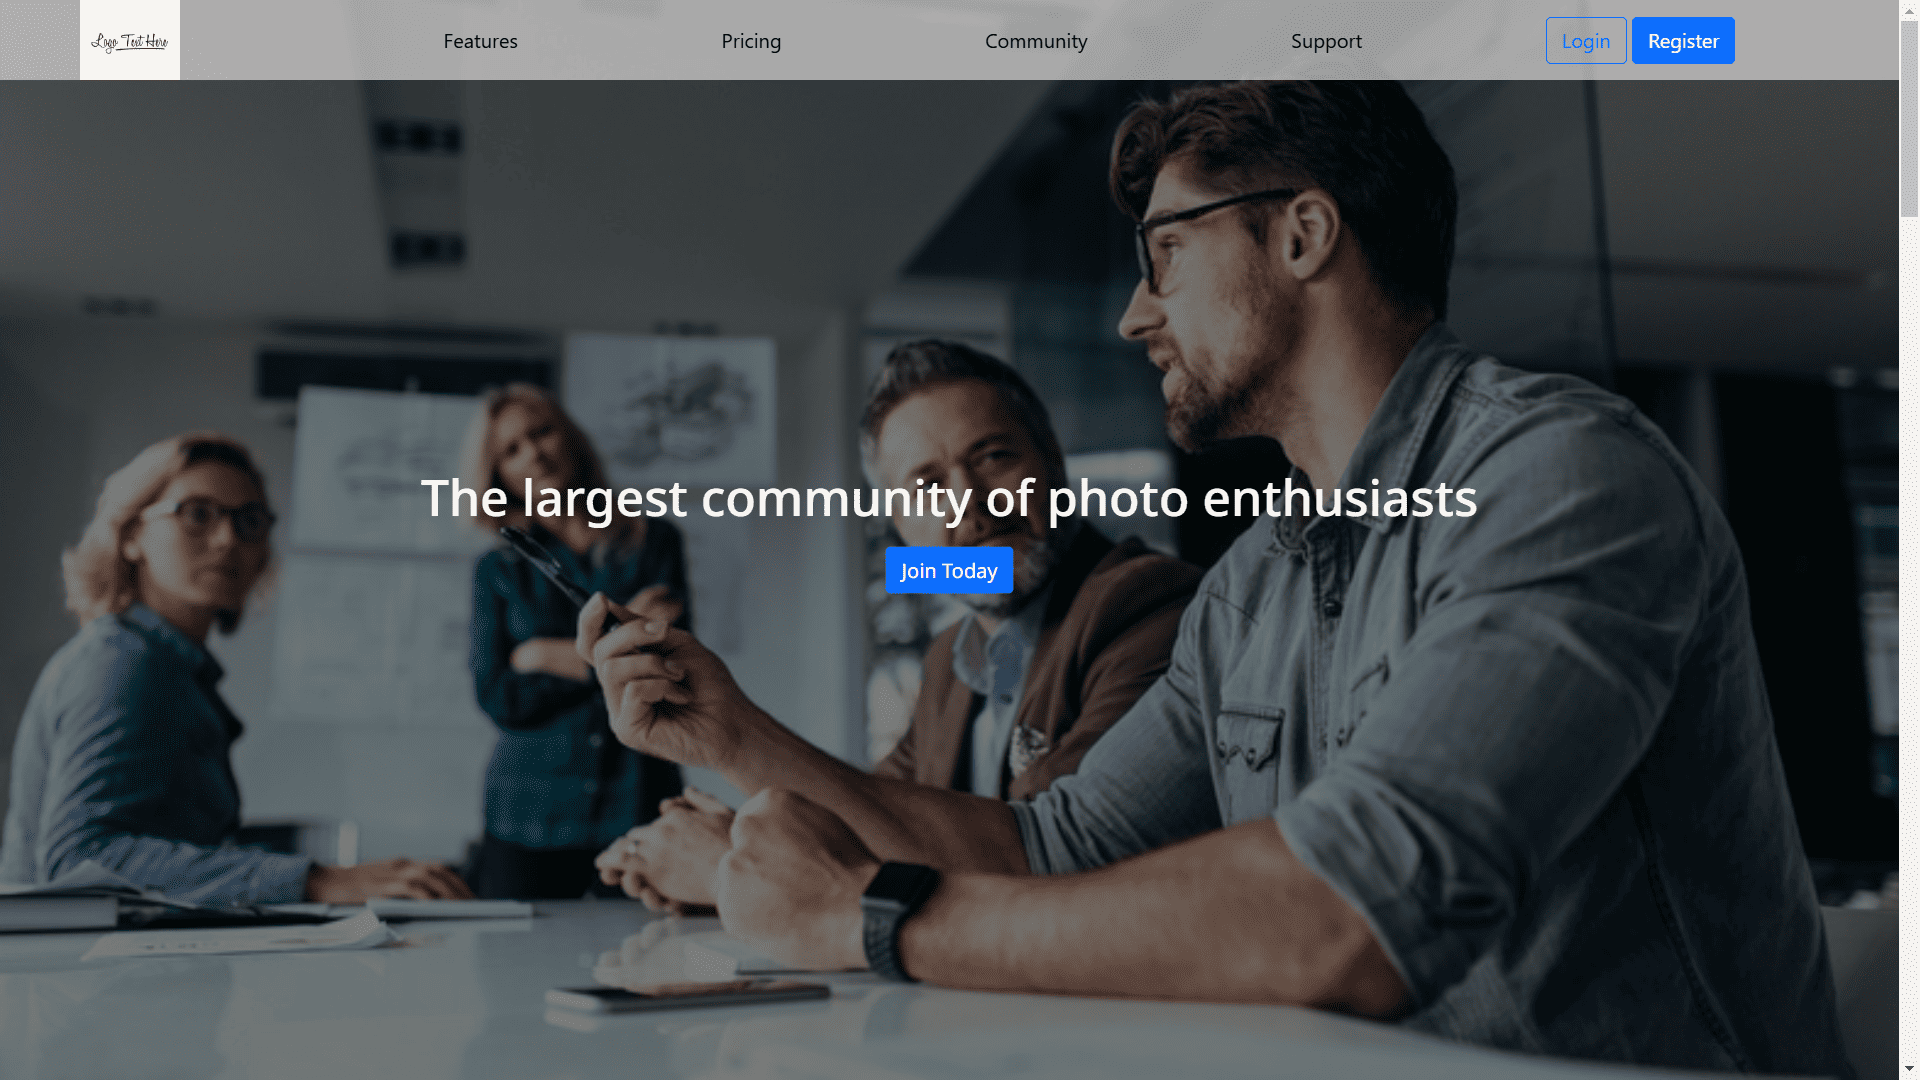 Logo Text Here
Features
Pricing
Community
Support
Login
Register
The largest community of photo enthusiasts
Join Today